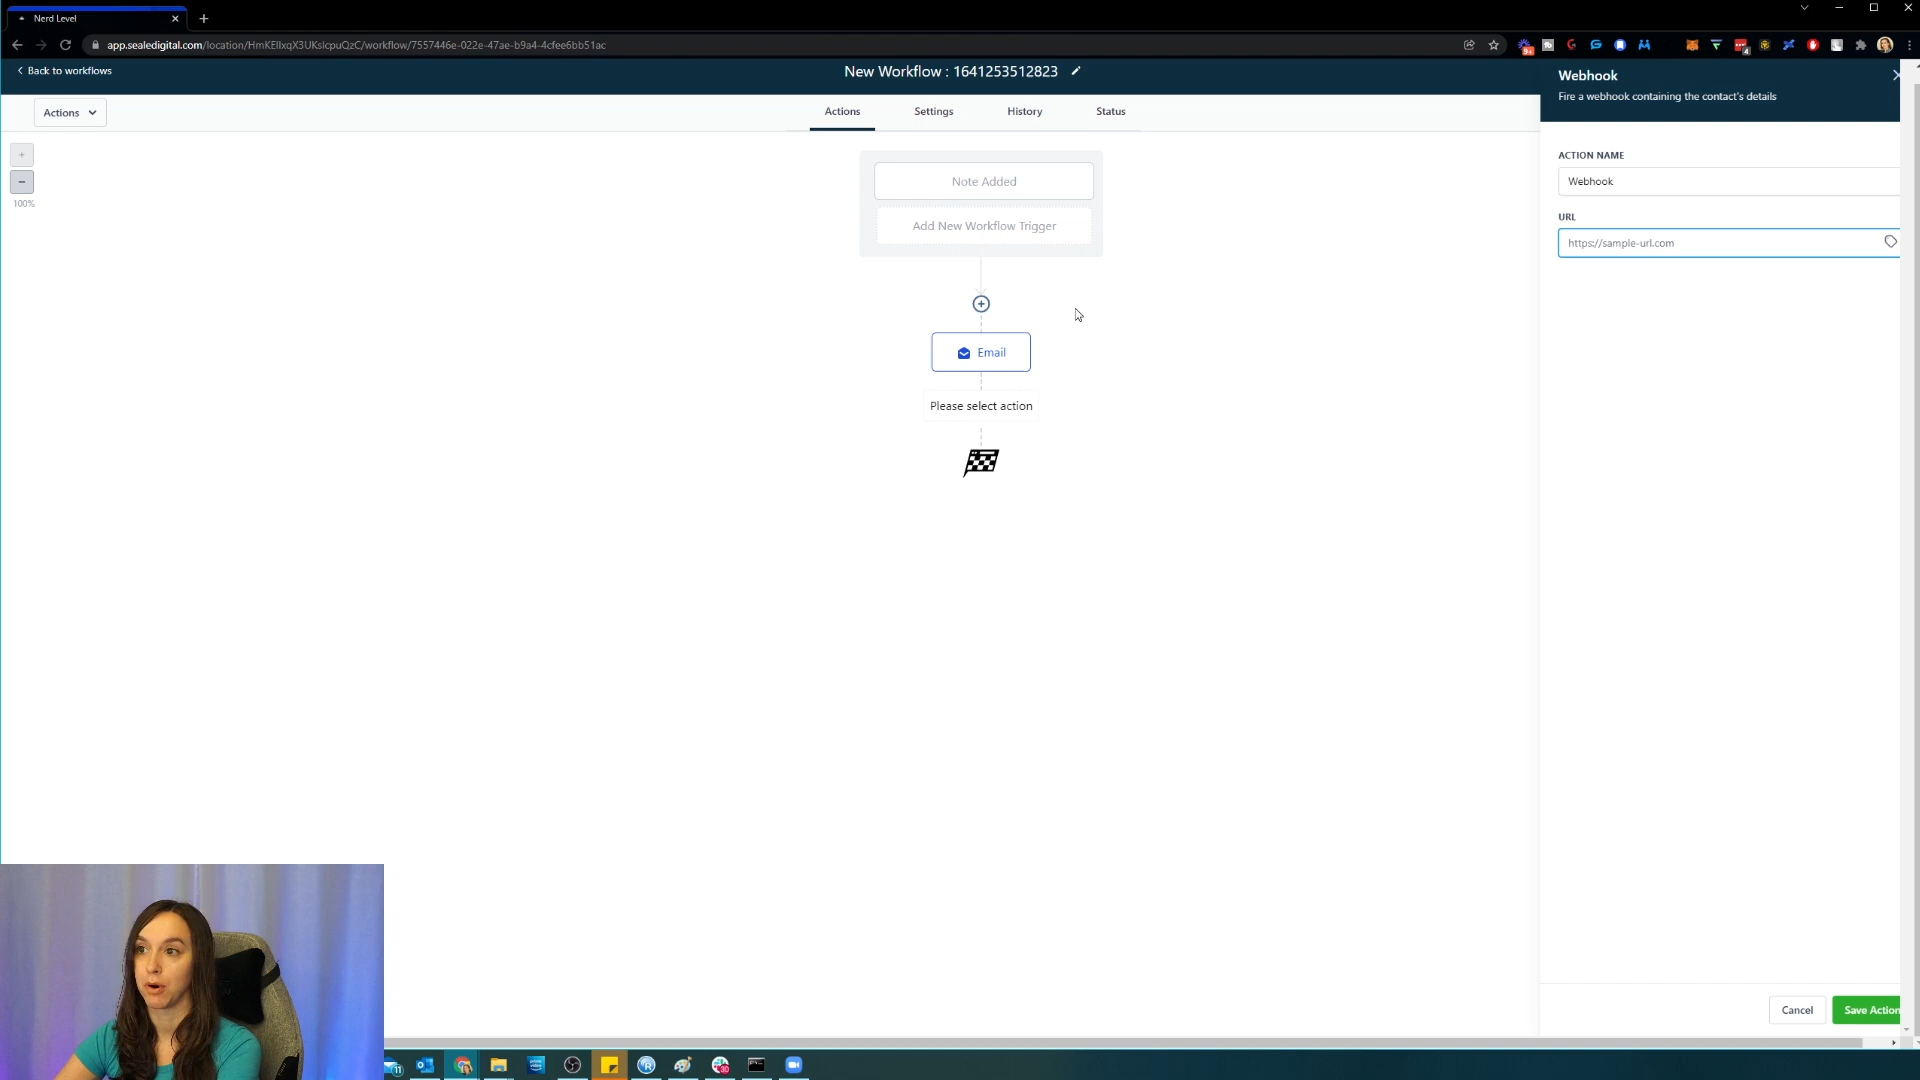 Nerd Level
app.sealedigital.com/location/HmKEIlxqX3UKslcpuQzC/workflow/7557446e-022e-47ae-b9a4-4cfee6bb51ac
Back to workflows
New Workflow : 1641253512823
Webhook
Fire a webhook containing the contact's details
Actions
Actions
Settings
History
Status
100%
Note Added
Add New Workflow Trigger
Email
Please select action
ACTION NAME
Webhook
URL
https://sample-url.com
Cancel
Save Action